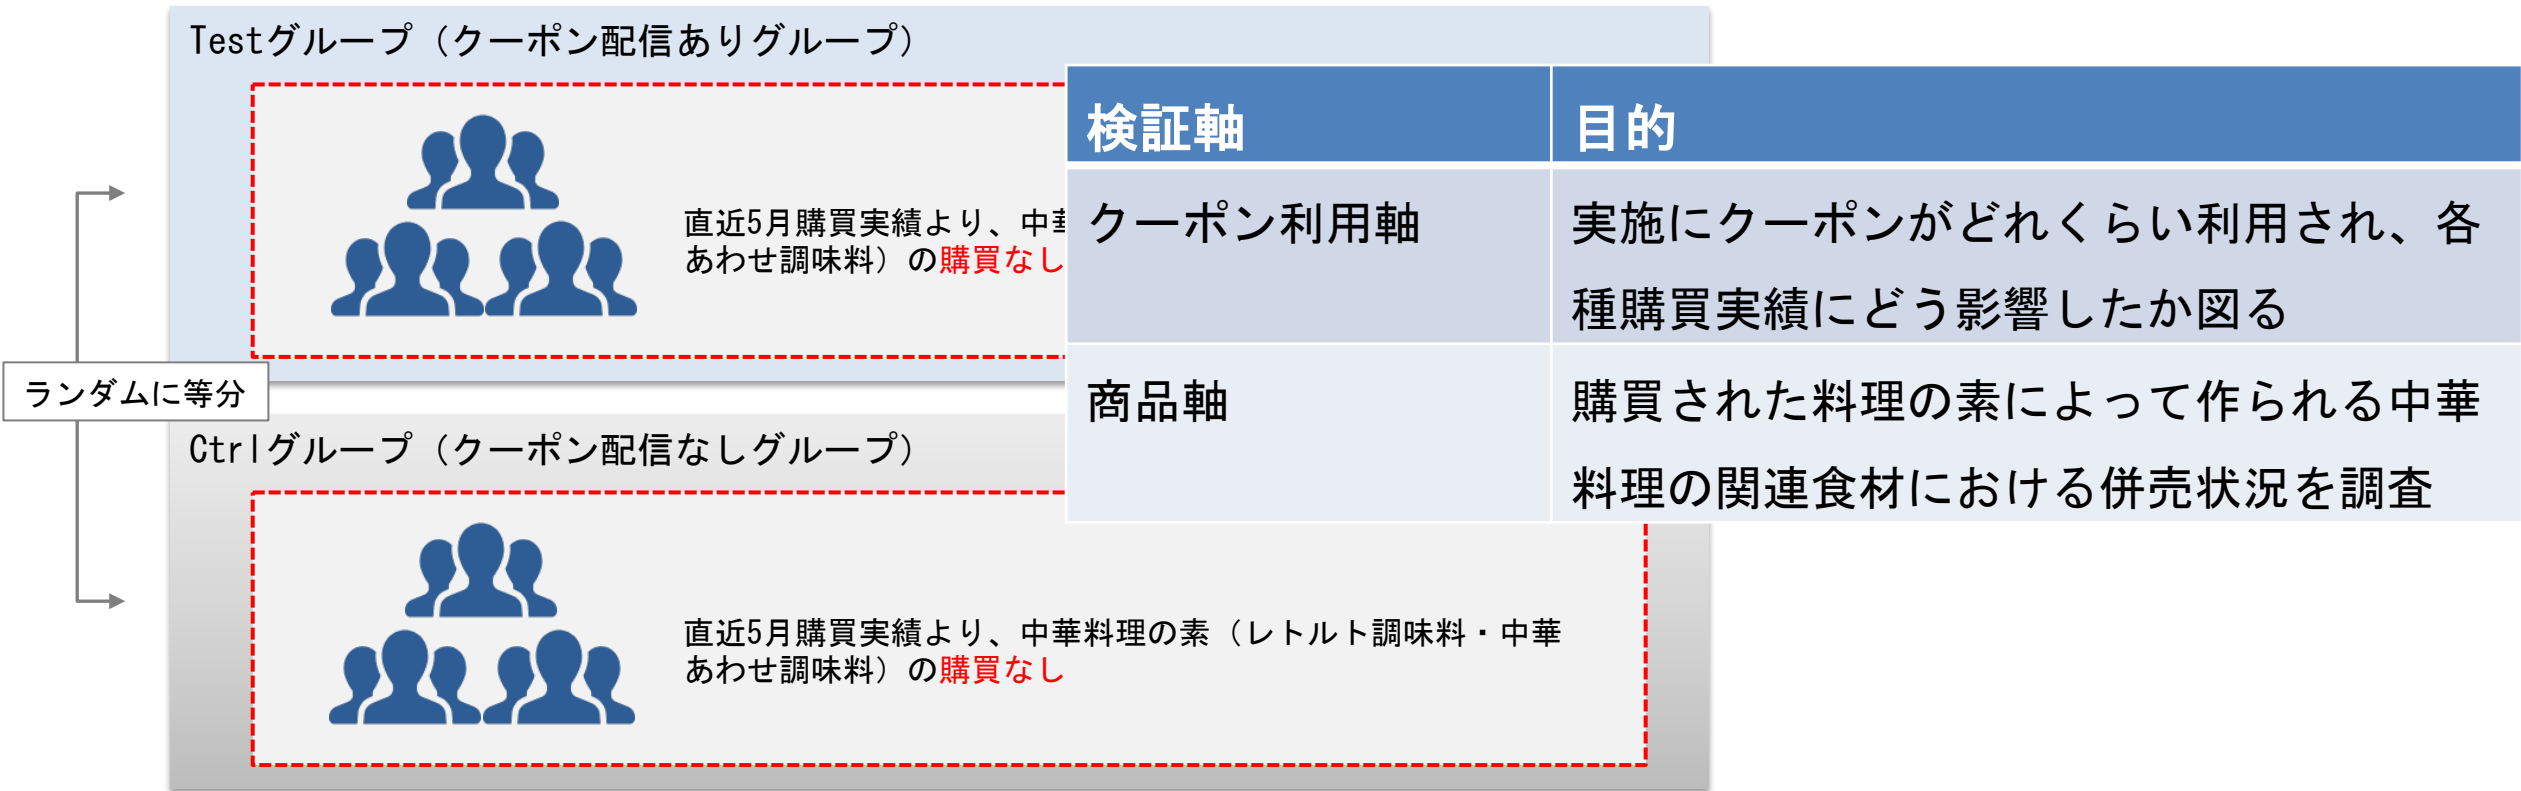 Testグループ（クーポン配信ありグループ）
直近5月購買実績より、中
あわせ調味料）の購買なし
ランダムに等分
Ctrlグループ（クーポン配信なしグループ）
直近5月購買実績より、中華料理の素（レトルト調味料・中華
あわせ調味料）の購買なし
検証軸
目的
クーポン利用軸
実施にクーポンがどれくらい利用され、各
種購買実績にどう影響したか図る
商品軸
購買された料理の素によって作られる中華
料理の関連食材における併売状況を調査